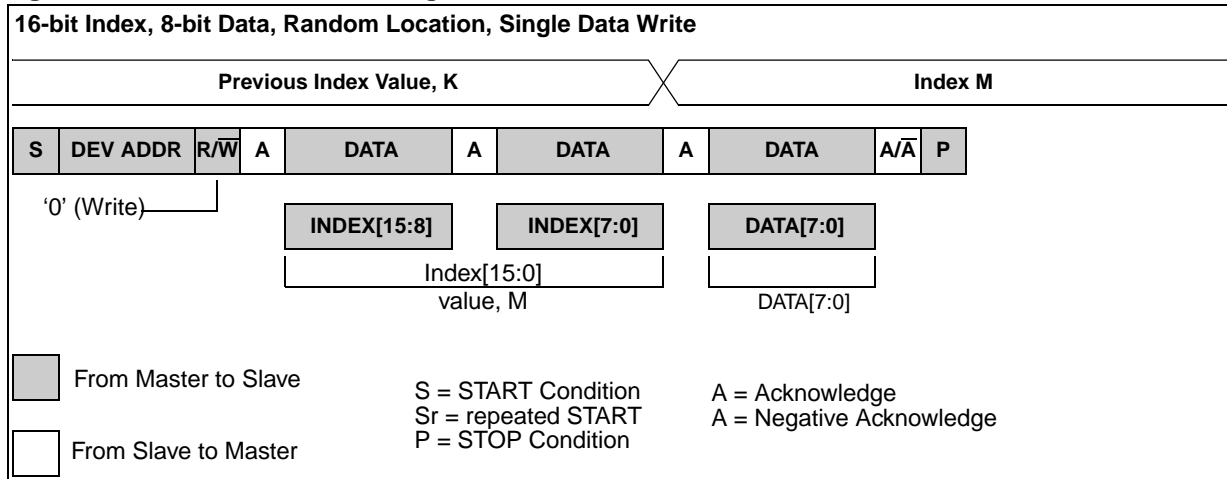 16-bit Index, 8-bit Data, Random Location, Single Data Write
Previous Index Value, K Index M
S DEV ADDR R/W̅ A DATA A DATA A DATA A/A̅ P
‘0’ (Write)
INDEX[15:8] INDEX[7:0] DATA[7:0]
Index[15:0]
value, M DATA[7:0]
From Master to Slave
S = START Condition A = Acknowledge
Sr = repeated START A = Negative Acknowledge
P = STOP Condition
From Slave to Master